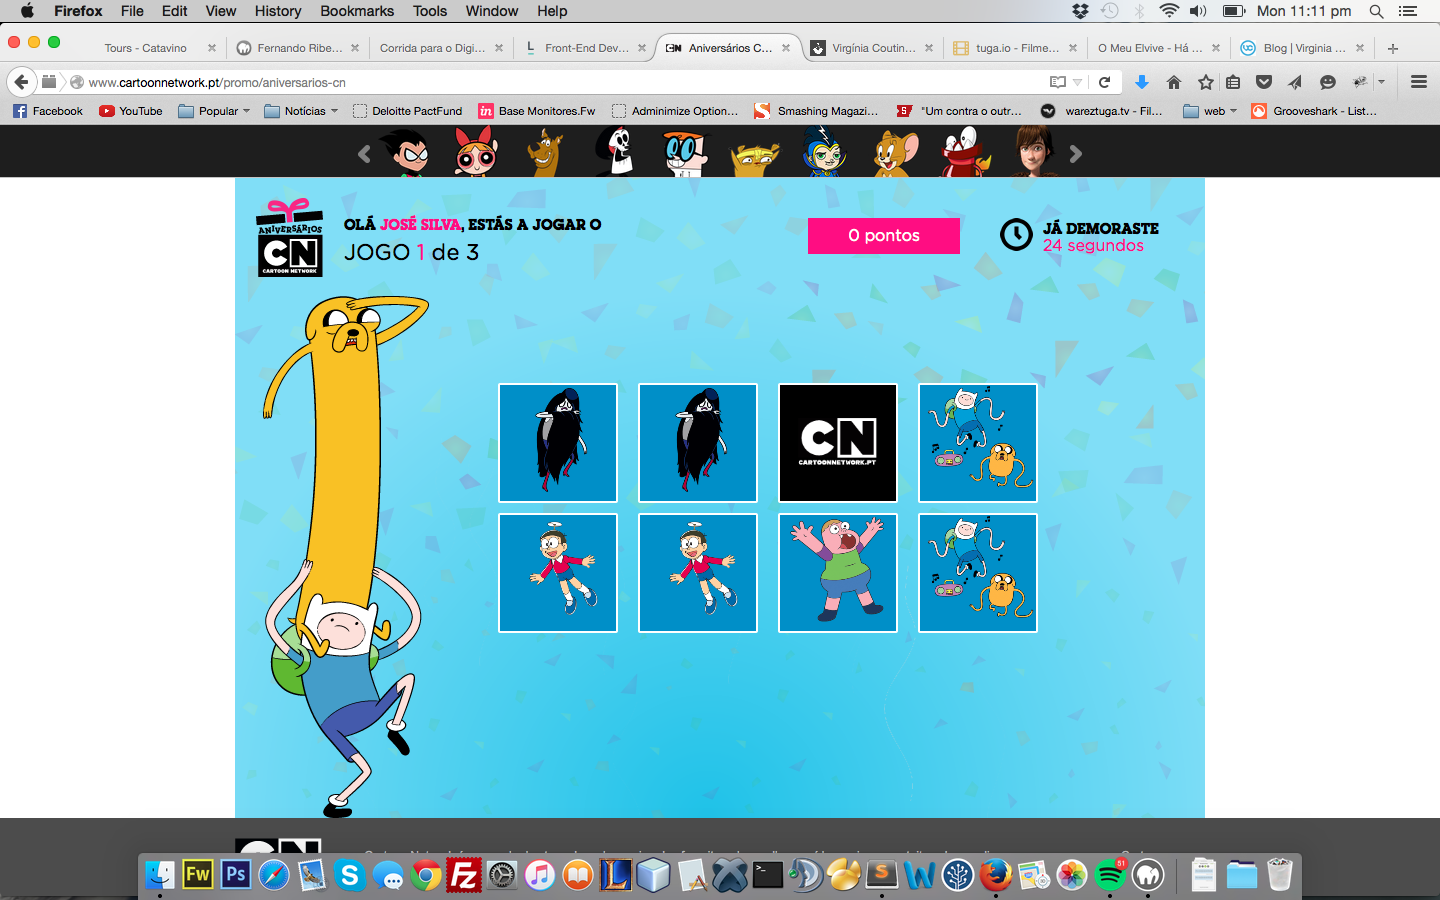 Firefox File Edit View History Bookmarks Tools Window Help Mon 11:11 pm
Tours - Catavino Fernando Ribe... Corrida para o Digi... Front-End Dev... Aniversários C... Virgínia Coutin... tuga.io - Filme... O Meu Elvive - Há ... Blog | Virginia ...
www.cartoonnetwork.pt/promo/aniversarios-cn
Facebook YouTube Popular Notícias Deloitte PactFund Base Monitores.Fw Adminimize Option... Smashing Magazi... "Um contra o outr... wareztuga.tv - Fil... web Grooveshark - List...
ANIVERSÁRIOS
CN
CARTOON NETWORK
OLÁ JOSÉ SILVA, ESTÁS A JOGAR O
JOGO 1 de 3
0 pontos
JÁ DEMORASTE
24 segundos
CN
CARTOONNETWORK.PT
CN
Fw Ps 51